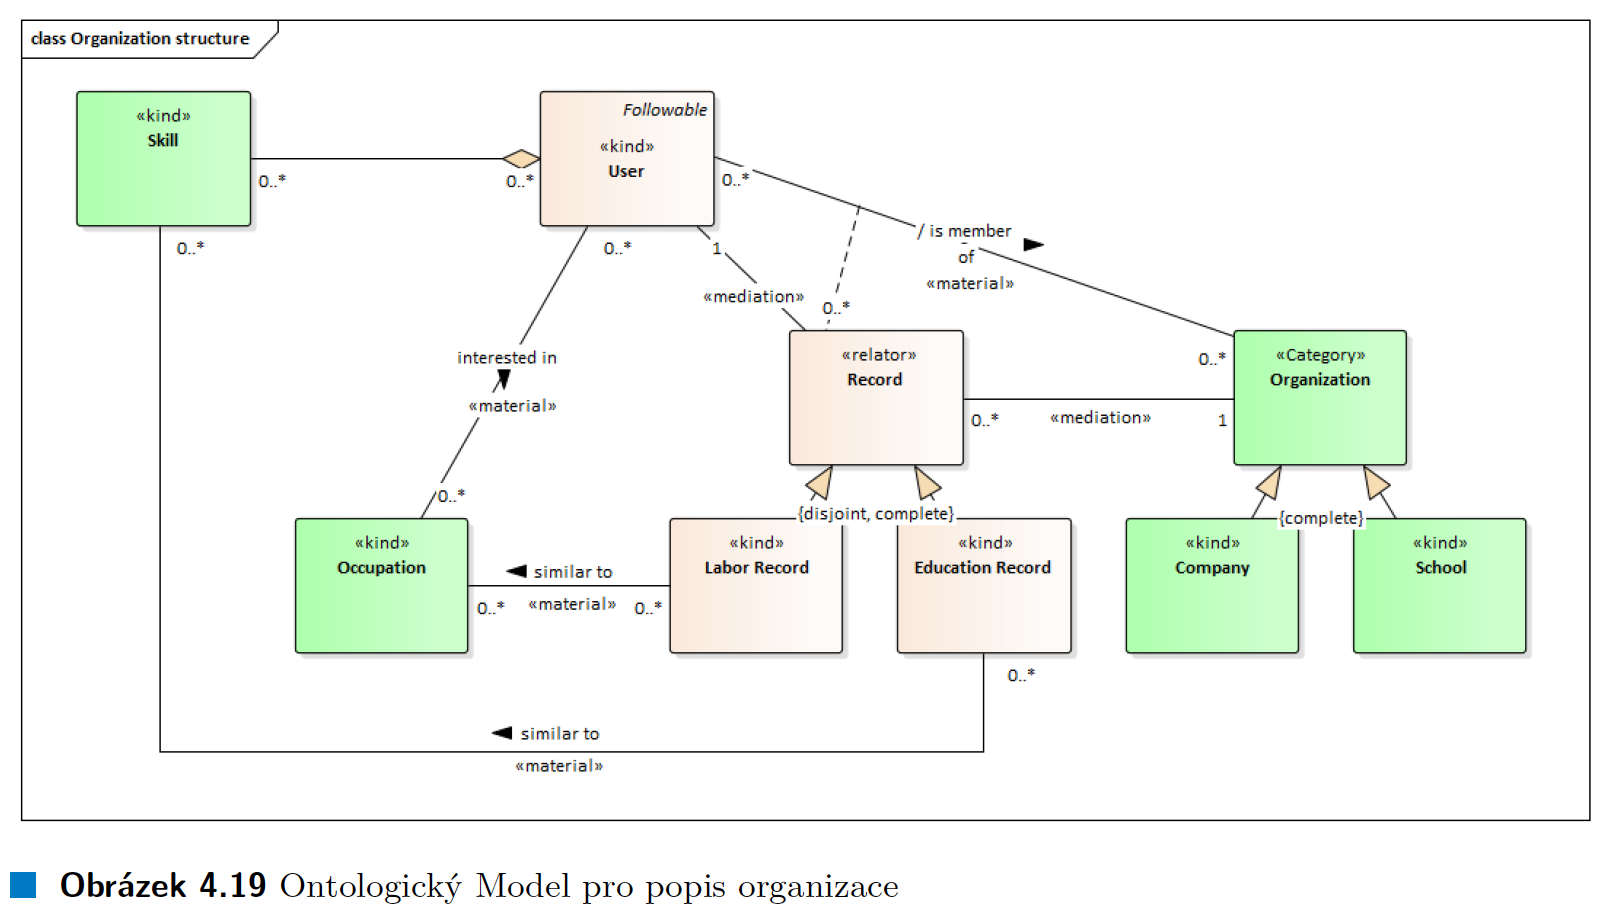 class Organization structure
«kind»
Skill
Followable
«kind»
User
0..*
0..*
0..*
0..*
0..*
1
/ is member
of
«material»
«mediation»
0..*
interested in
«material»
«relator»
Record
0..*
«Category»
Organization
0..*
«mediation»
1
0..*
{disjoint, complete}
{complete}
«kind»
Occupation
similar to
0..*
«material»
0..*
«kind»
Labor Record
«kind»
Education Record
«kind»
Company
«kind»
School
0..*
similar to
«material»
Obrázek 4.19 Ontologický Model pro popis organizace